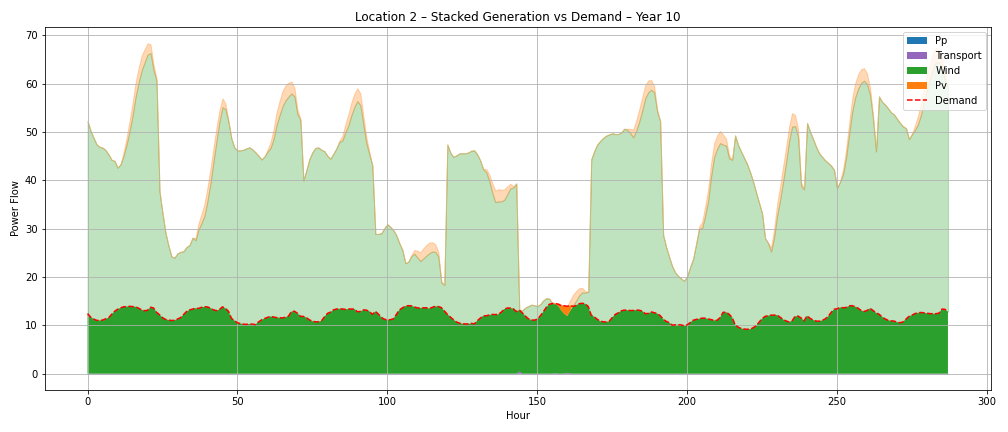 Location 2 – Stacked Generation vs Demand – Year 10
Power Flow
70
60
50
40
30
20
10
0
Pp
Transport
Wind
Pv
Demand
0
50
100
150
200
250
300
Hour